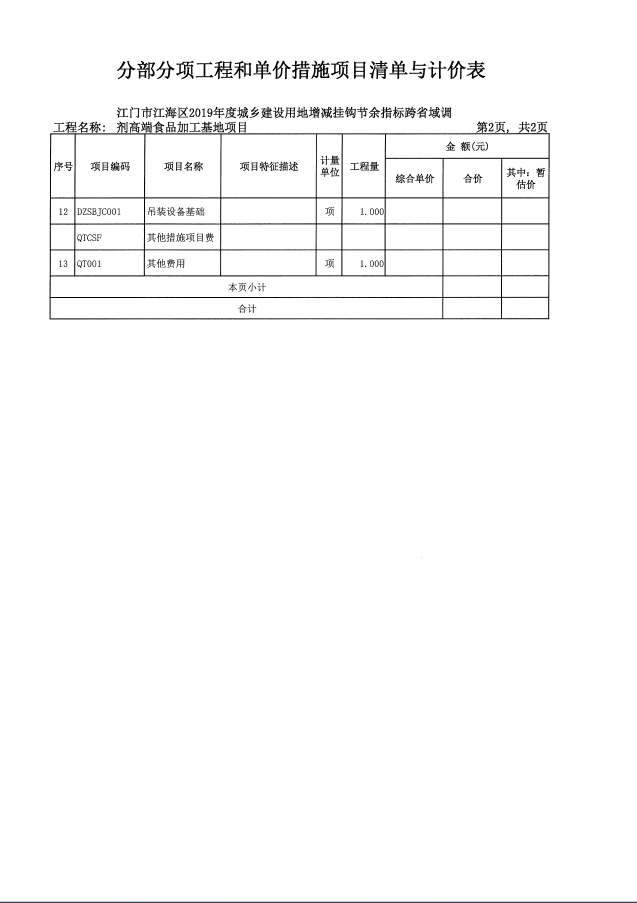 分部分项工程和单价措施项目清单与计价表
江门市江海区2019年度城乡建设用地增减挂钩节余指标跨省域调
工程名称: 剂高端食品加工基地项目 第2页, 共2页
序号 项目编码 项目名称 项目特征描述 计量单位 工程量 金 额(元)
综合单价 合价 其中: 暂估价
12 DZSBJC001 吊装设备基础 项 1.000
QTCSF 其他措施项目费
13 QT001 其他费用 项 1.000
本页小计
合计